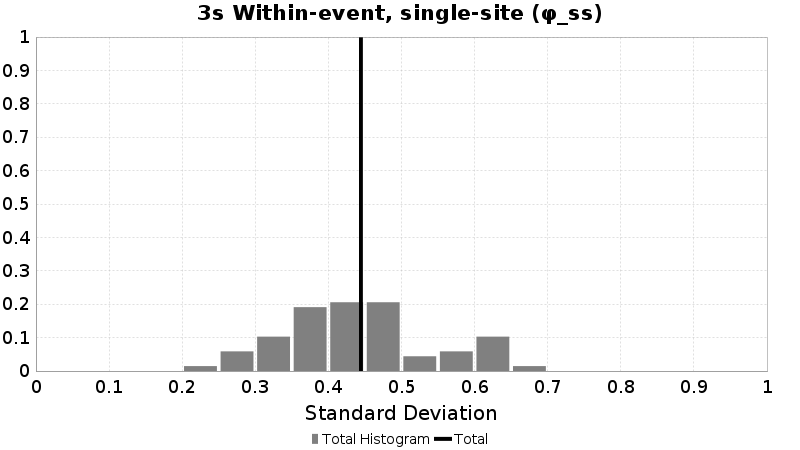 3s Within-event, single-site (φ_ss)
1
0.9
0.8
0.7
0.6
0.5
0.4
0.3
0.2
0.1
0
0 0.1 0.2 0.3 0.4 0.5 0.6 0.7 0.8 0.9 1
Standard Deviation
Total Histogram Total